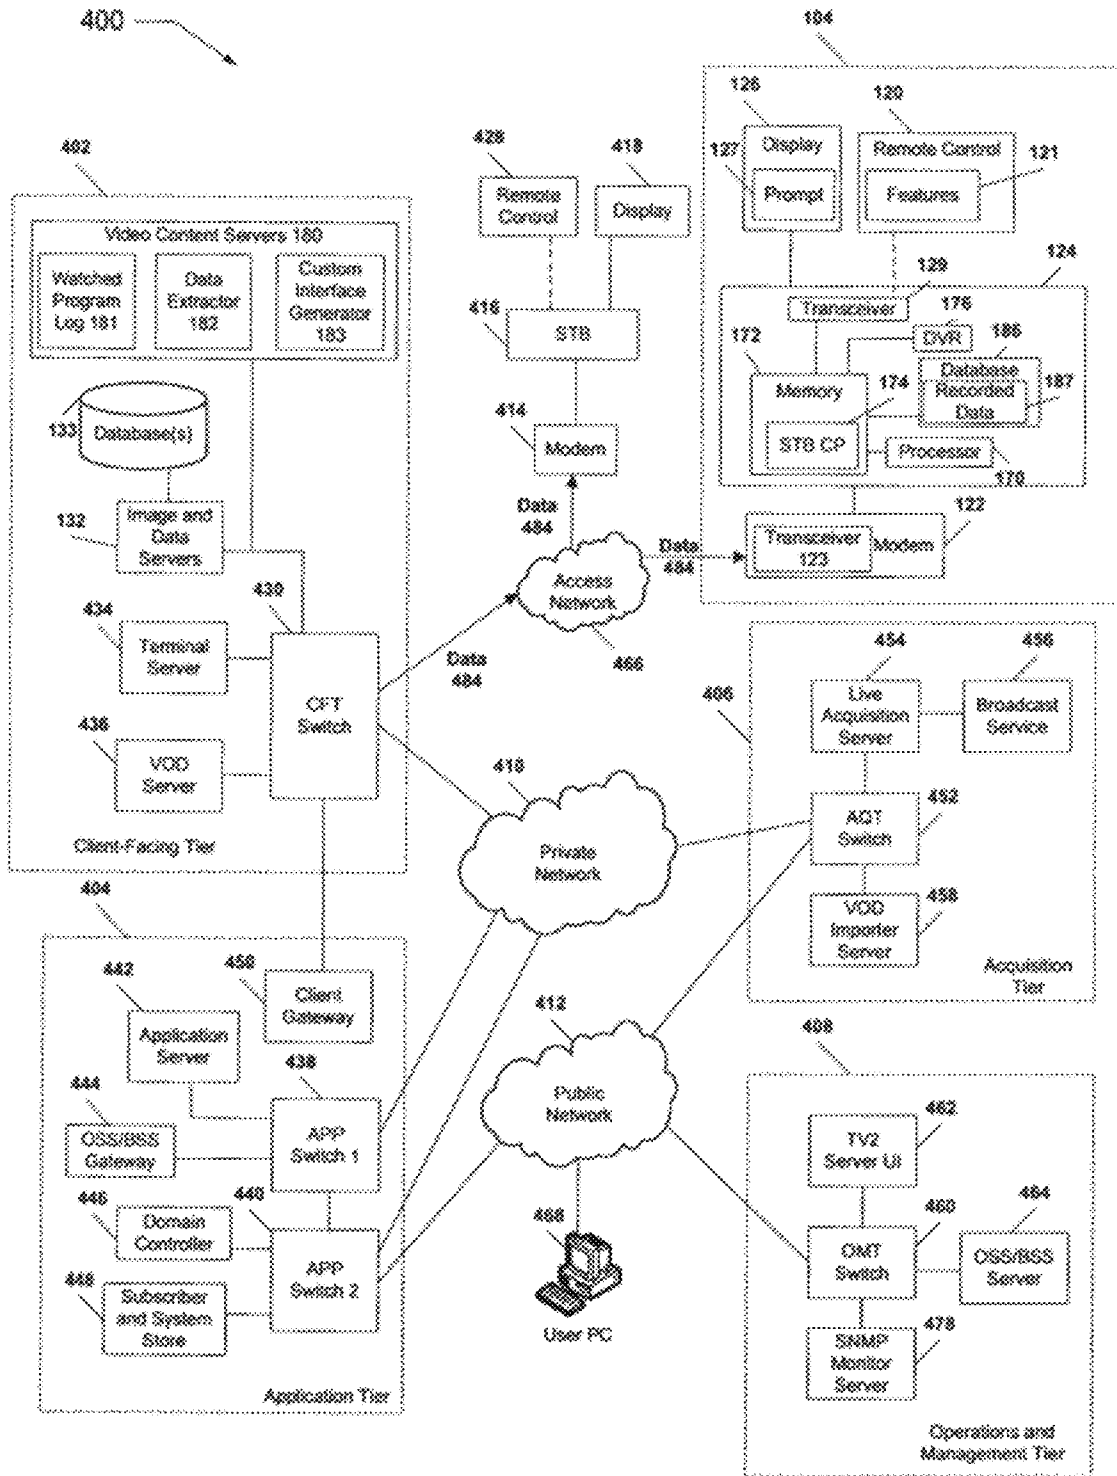 400
402
Video Content Servers 180
Watched
Program
Log 181
Data
Extractor
182
Custom
Interface
Generator
183
133
Database(s)
132
Image and
Data
Servers
430
434
Terminal
Server
436
VOD
Server
CFT
Switch
Client-Facing Tier
426
Remote
Control
418
Display
416
STB
414
Modem
Data
484
Access
Network
466
Data
484
Data
484
104
126
Display
127
Prompt
120
Remote Control
121
Features
129
Transceiver
124
176
DVR
172
Memory
174
STB CP
186
Database
Recorded
Data
187
Processor
170
122
Transceiver
123
Modem
410
Private
Network
406
454
Live
Acquisition
Server
456
Broadcast
Service
452
AQT
Switch
458
VOD
Importer
Server
Acquisition
Tier
404
442
Application
Server
450
Client
Gateway
444
OSS/BSS
Gateway
438
APP
Switch 1
446
Domain
Controller
440
APP
Switch 2
448
Subscriber
and System
Store
Application Tier
412
Public
Network
468
User PC
408
462
TV2
Server UI
460
OMT
Switch
464
OSS/BSS
Server
478
SNMP
Monitor
Server
Operations and
Management Tier